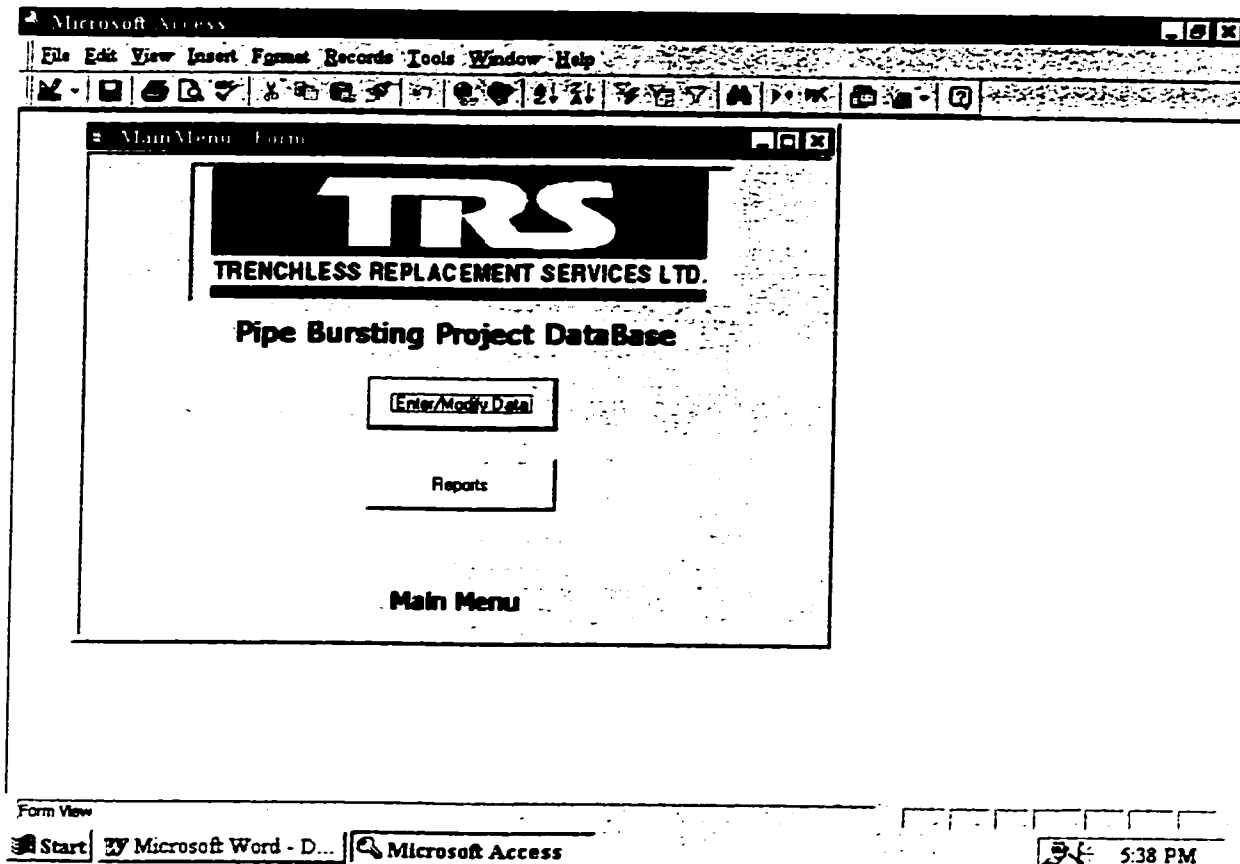 Microsoft Access
File Edit View Insert Format Records Tools Window Help
MainMenu : Form
TRS
TRENCHLESS REPLACEMENT SERVICES LTD.
Pipe Bursting Project DataBase
Enter/Modify Data
Reports
Main Menu
Form View
Start Microsoft Word - D... Microsoft Access 5:38 PM